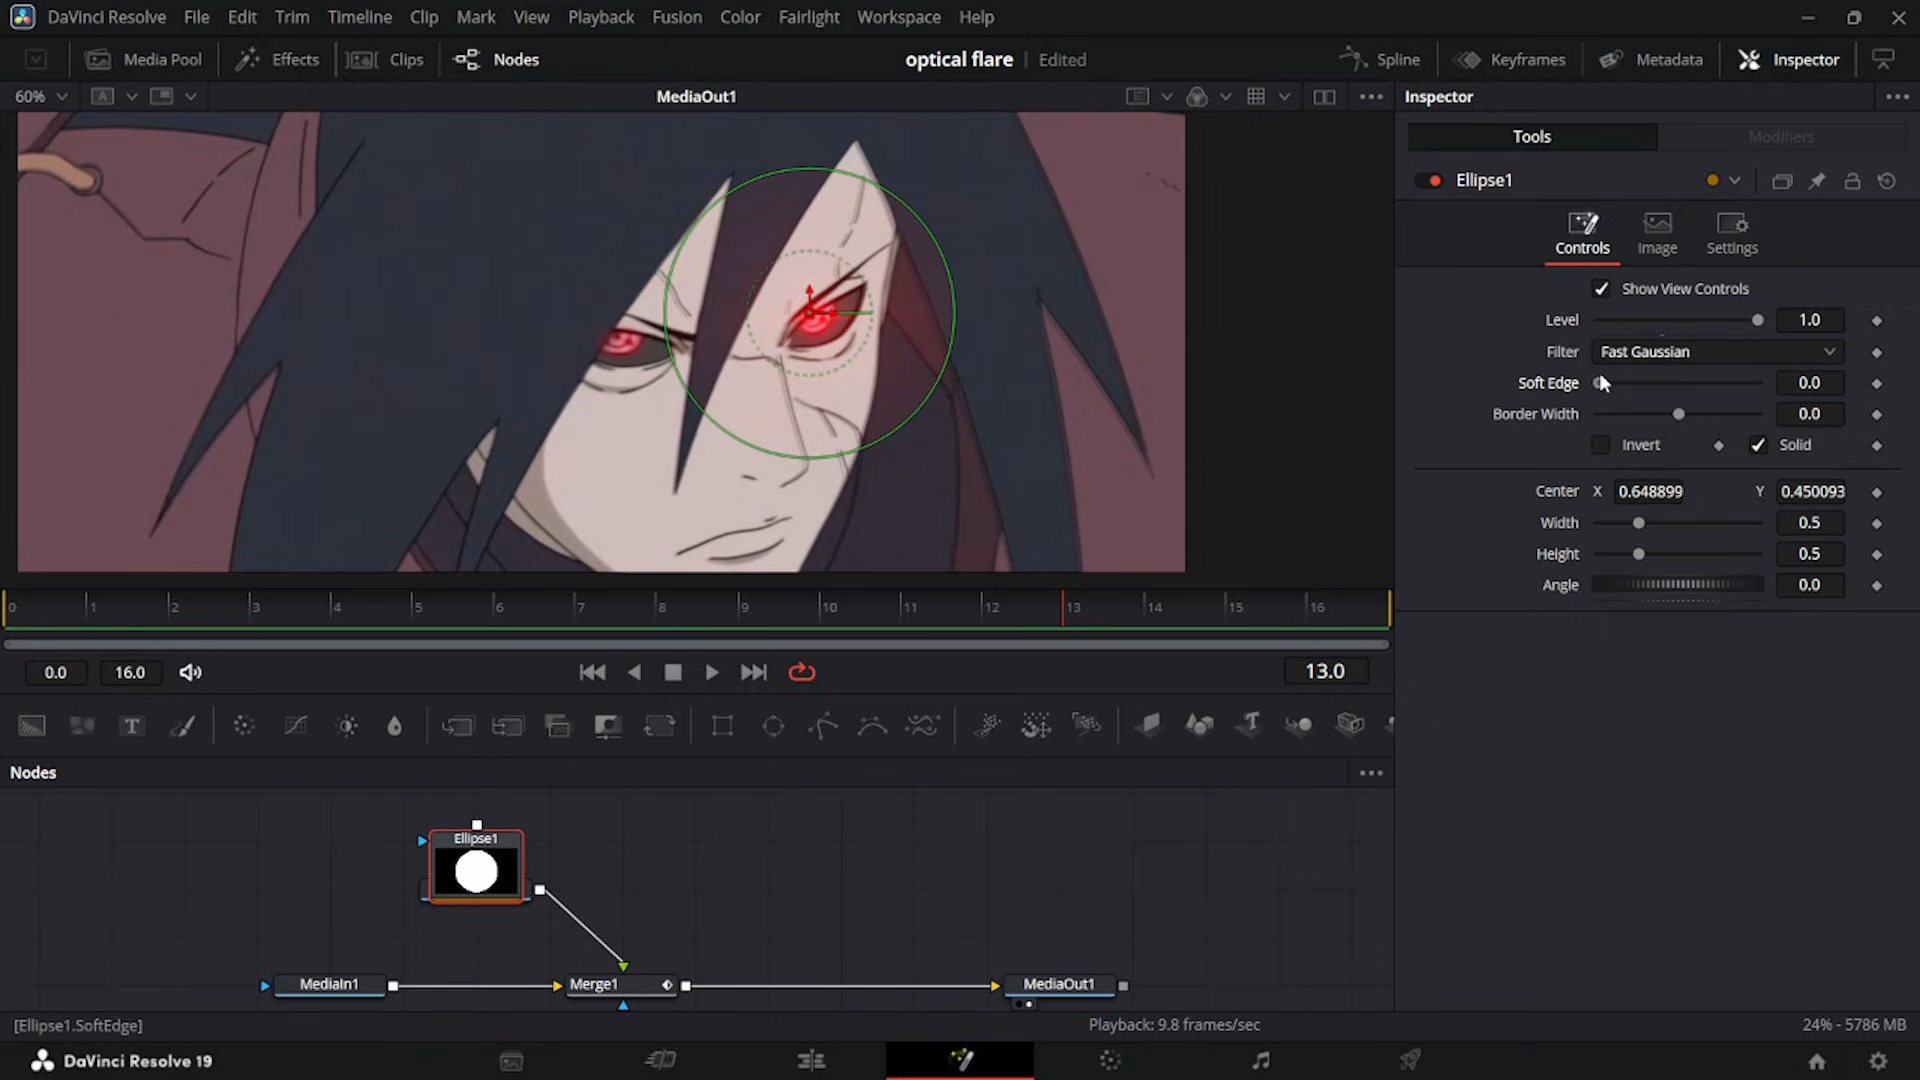 DaVinci Resolve File Edit Trim Timeline Clip Mark View Playback Fusion Color Fairlight Workspace Help
Media Pool Effects Clips Nodes optical flare Edited Spline Keyframes Metadata Inspector
60% A MediaOut1 Inspector
Tools Modifiers
Ellipse1
Controls Image Settings
Show View Controls
Level 1.0
Filter Fast Gaussian
Soft Edge 0.0
Border Width 0.0
Invert Solid
Center X 0.648899 Y 0.450093
Width 0.5
Height 0.5
Angle 0.0
0 1 2 3 4 5 6 7 8 9 10 11 12 13 14 15 16
0.0 16.0 13.0
T T
Nodes
Ellipse1
MediaIn1 Merge1 MediaOut1
[Ellipse1.SoftEdge] Playback: 9.8 frames/sec 24% - 5786 MB
DaVinci Resolve 19